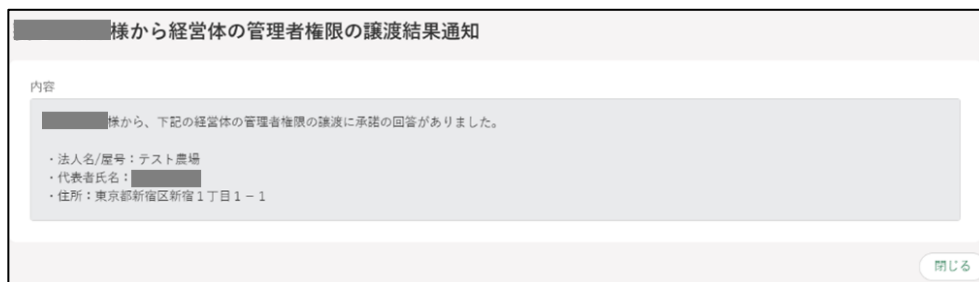 様から経営体の管理者権限の譲渡結果通知
内容
様から、下記の経営体の管理者権限の譲渡に承諾の回答がありました。
・法人名/屋号：テスト農場
・代表者氏名：
・住所：東京都新宿区新宿１丁目１－１
閉じる